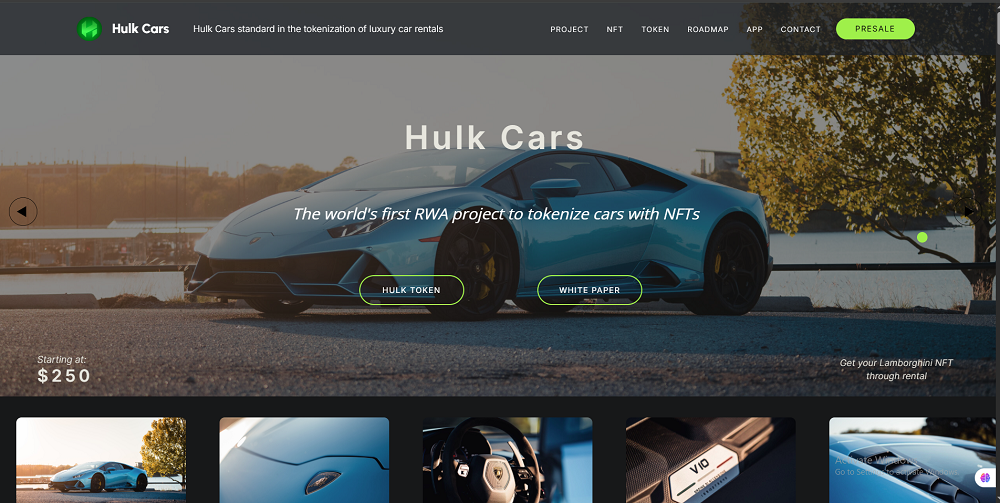 Hulk Cars
Hulk Cars standard in the tokenization of luxury car rentals
PROJECT NFT TOKEN ROADMAP APP CONTACT PRESALE
Hulk Cars
The world's first RWA project to tokenize cars with NFTs
HULK TOKEN WHITE PAPER
Starting at:
$250
Get your Lamborghini NFT
through rental
V10
Activate Windows
Go to Settings to activate Windows.